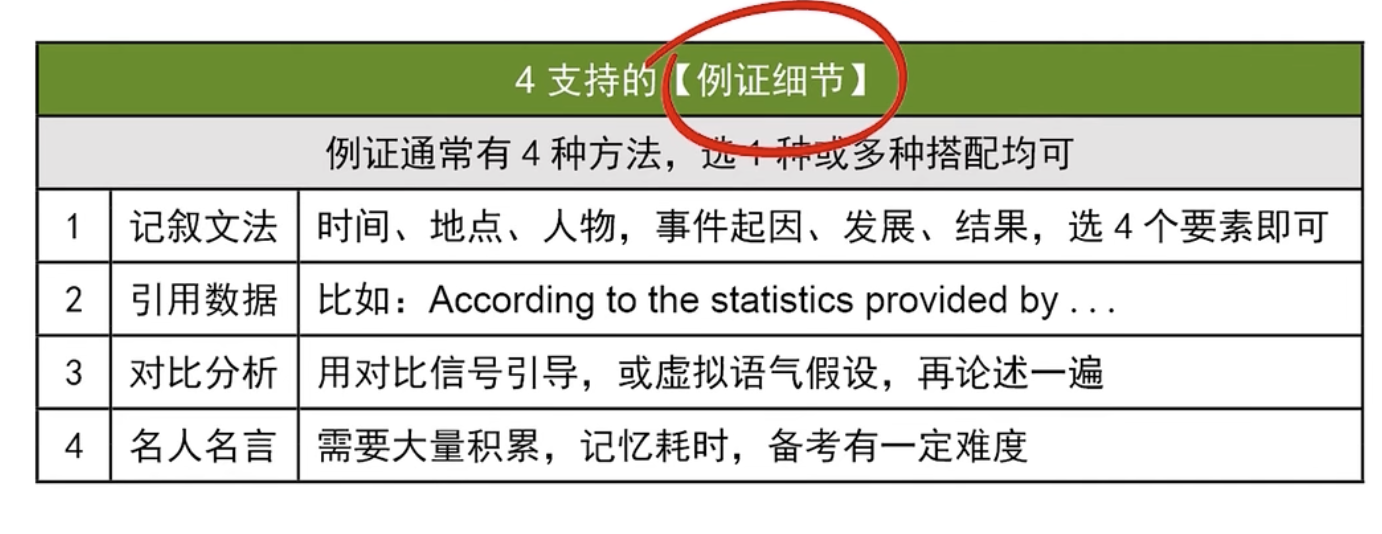 4 支持的【例证细节】
例证通常有 4 种方法，选 1 种或多种搭配均可
1 记叙文法 时间、地点、人物，事件起因、发展、结果，选 4 个要素即可
2 引用数据 比如：According to the statistics provided by . . .
3 对比分析 用对比信号引导，或虚拟语气假设，再论述一遍
4 名人名言 需要大量积累，记忆耗时，备考有一定难度